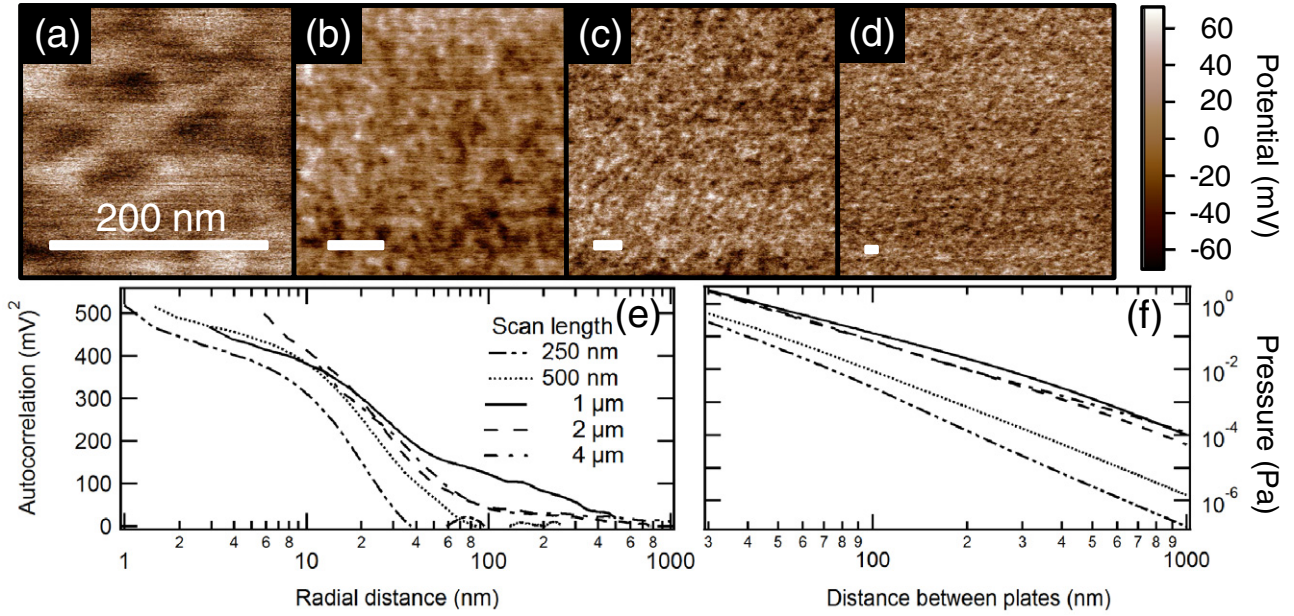 (a)
(b)
(c)
(d)
200 nm
60
40
20
0
-20
-40
-60
Potential (mV)
(e)
500
400
300
200
100
0
Autocorrelation (mV)²
Scan length
250 nm
500 nm
1 µm
2 µm
4 µm
1 2 4 6 8 10 2 4 6 8 100 2 4 6 8 1000
Radial distance (nm)
(f)
10⁰
10⁻²
10⁻⁴
10⁻⁶
Pressure (Pa)
3 4 5 6 7 8 9 100 2 3 4 5 6 7 8 9 1000
Distance between plates (nm)